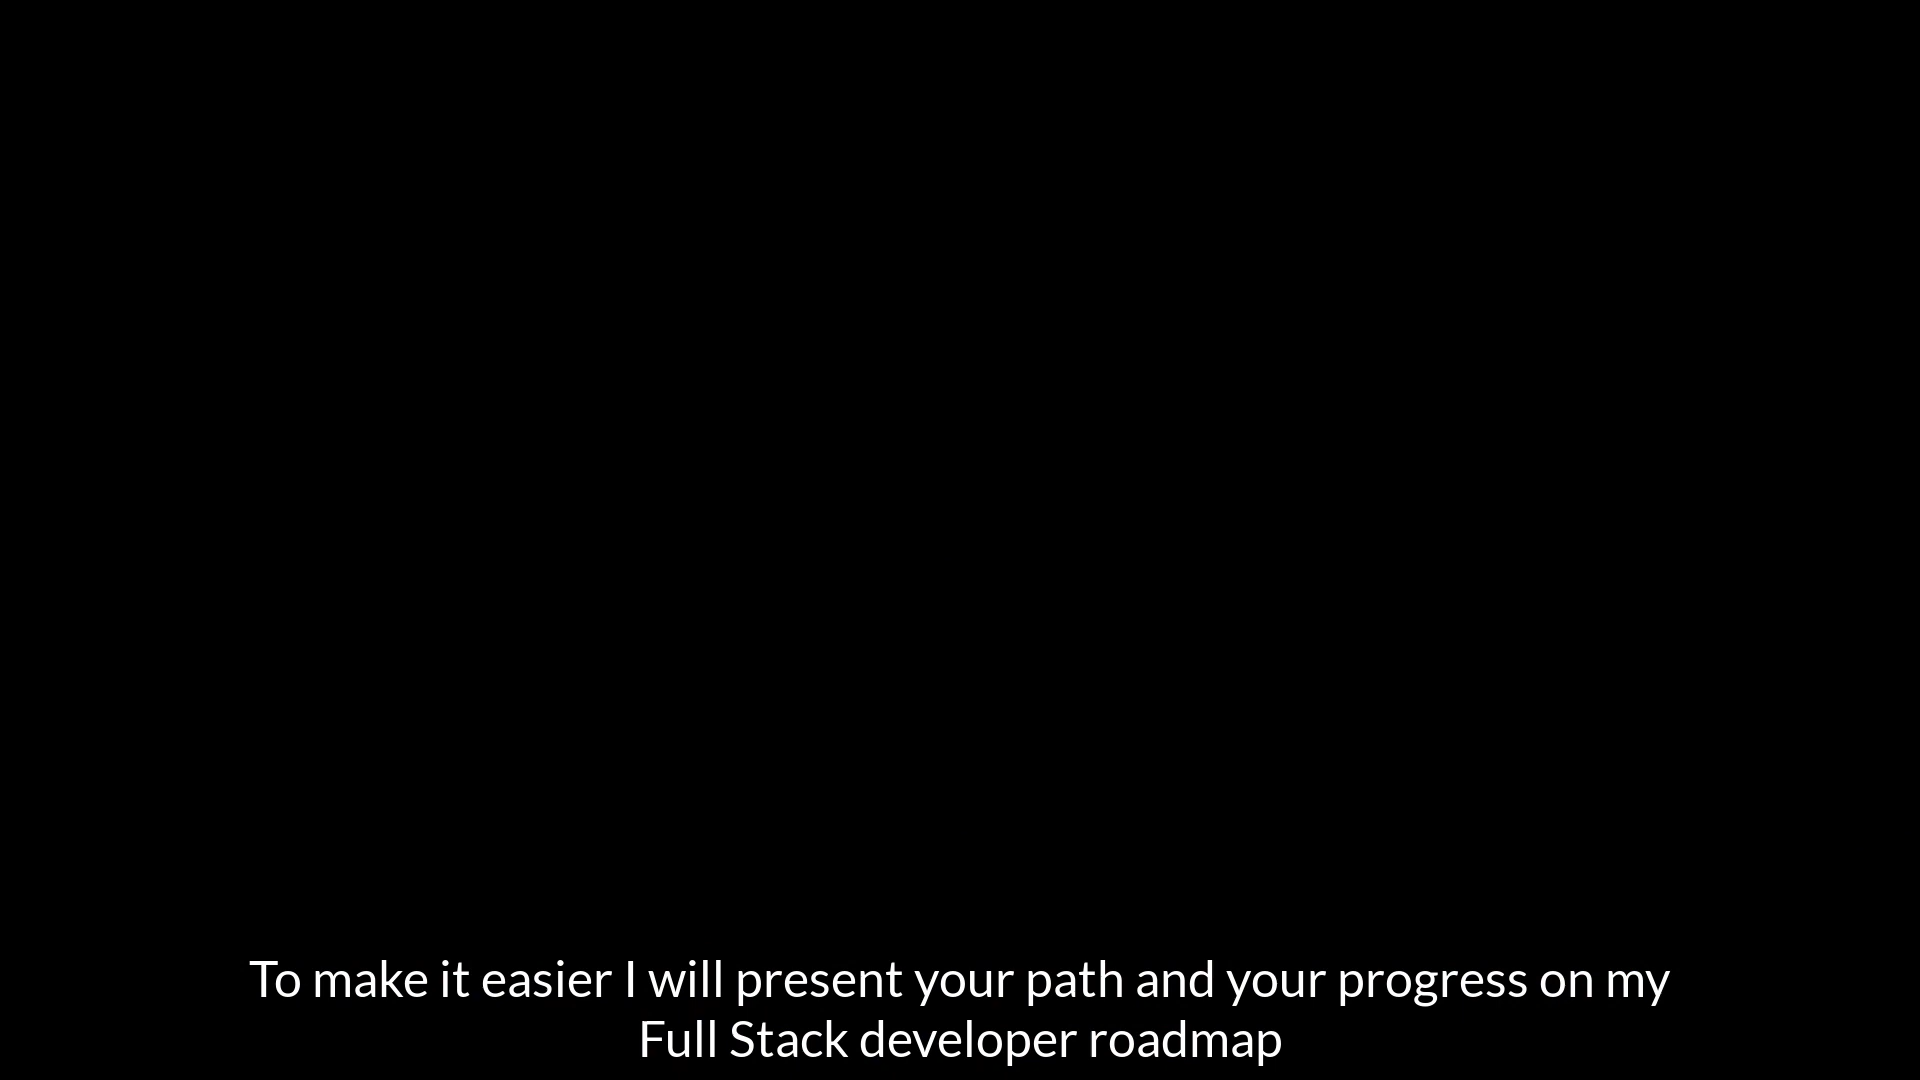 To make it easier I will present your path and your progress on my
Full Stack developer roadmap